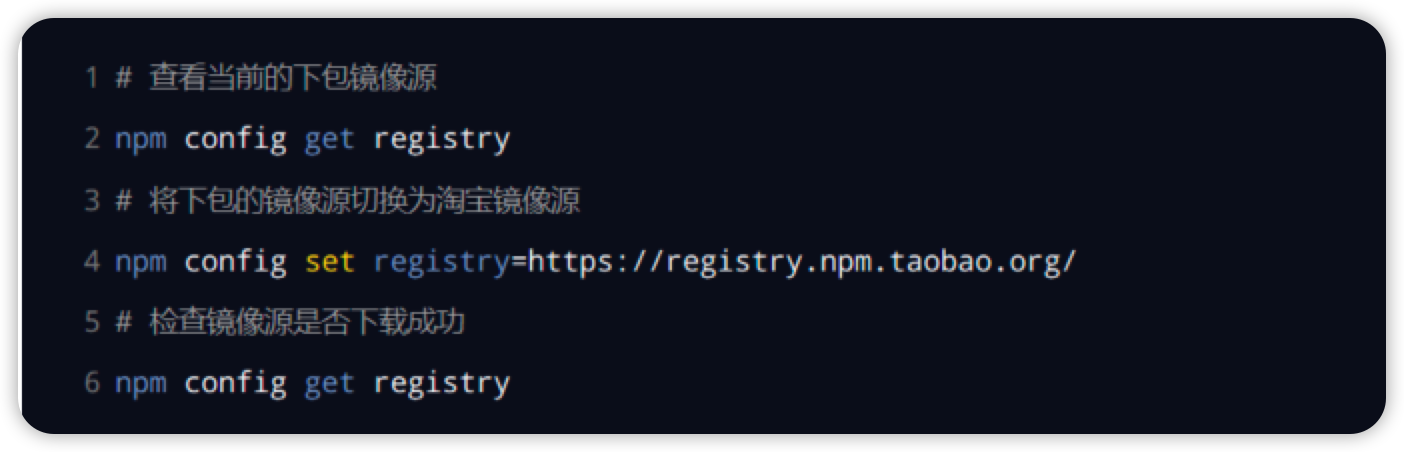 1 # 查看当前的下包镜像源
2 npm config get registry
3 # 将下包的镜像源切换为淘宝镜像源
4 npm config set registry=https://registry.npm.taobao.org/
5 # 检查镜像源是否下载成功
6 npm config get registry